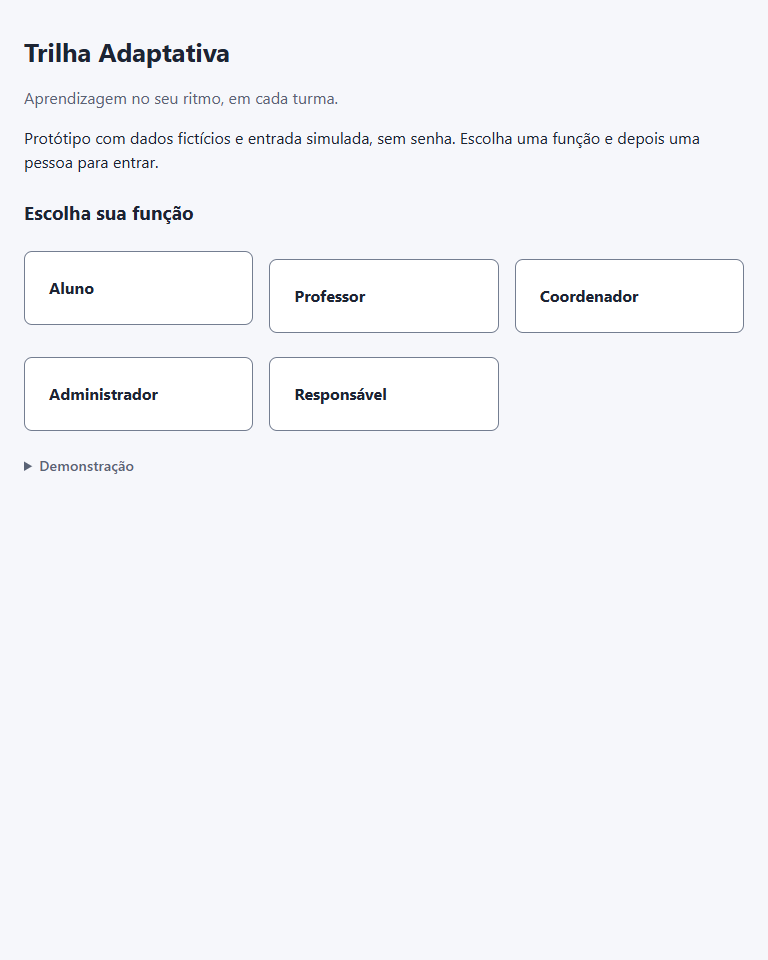 Trilha Adaptativa
Aprendizagem no seu ritmo, em cada turma.
Protótipo com dados fictícios e entrada simulada, sem senha. Escolha uma função e depois uma
pessoa para entrar.
Escolha sua função
Aluno
Professor
Coordenador
Administrador
Responsável
Demonstração